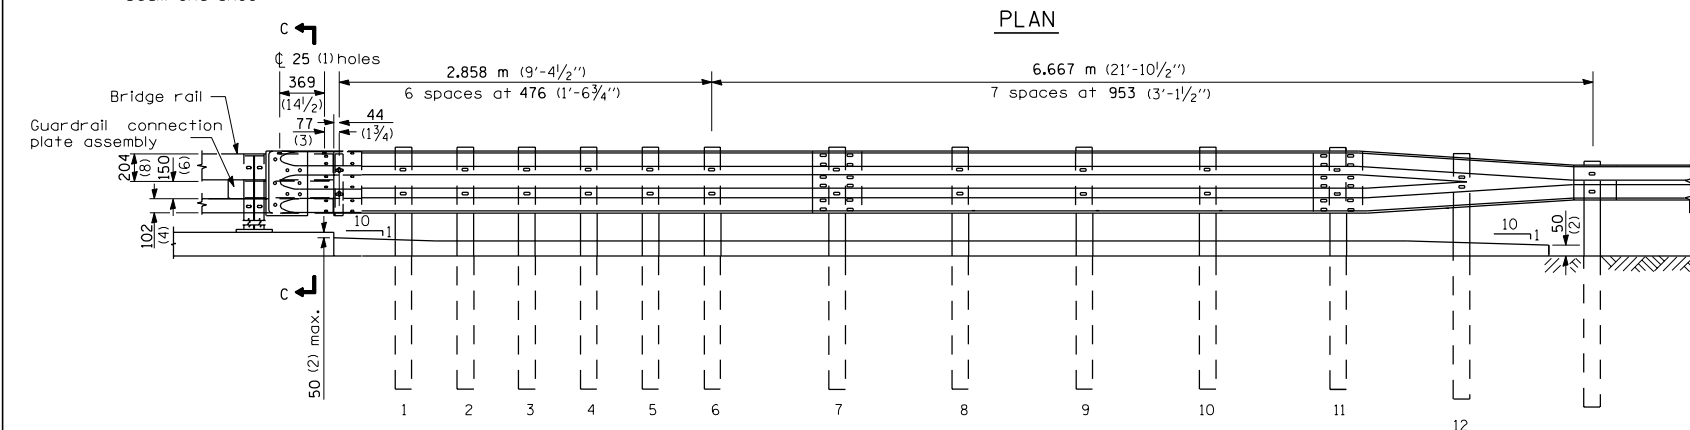 PLAN
C
℄ 25 (1) holes
369
(14½)
2.858 m (9'-4½'')
6 spaces at 476 (1'-6¾'')
6.667 m (21'-10½'')
7 spaces at 953 (3'-1½'')
Bridge rail
44
(1¾)
77
(3)
Guardrail connection
plate assembly
204
(8)
150
(6)
102
(4)
10
1
10
1
50
(2)
C
50 (2) max.
1 2 3 4 5 6 7 8 9 10 11
12